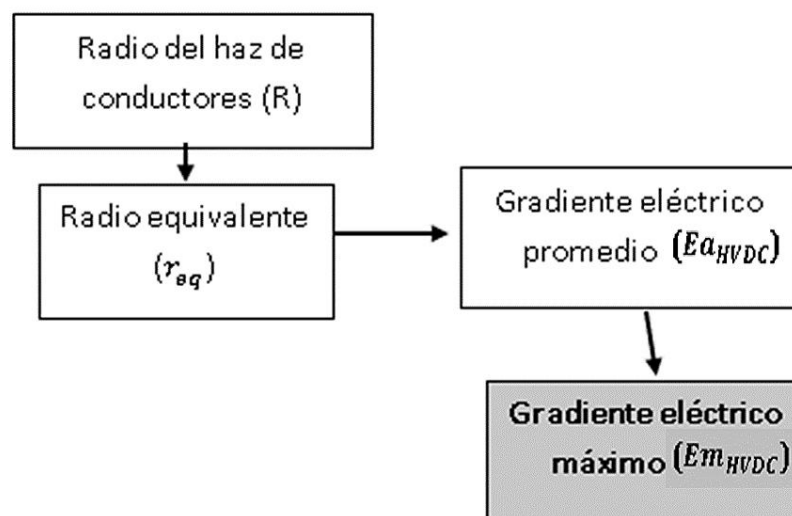 Radio del haz de
conductores (R)
Radio equivalente
(r_eq)
Gradiente eléctrico
promedio (Ea_HVDC)
Gradiente eléctrico
máximo (Em_HVDC)